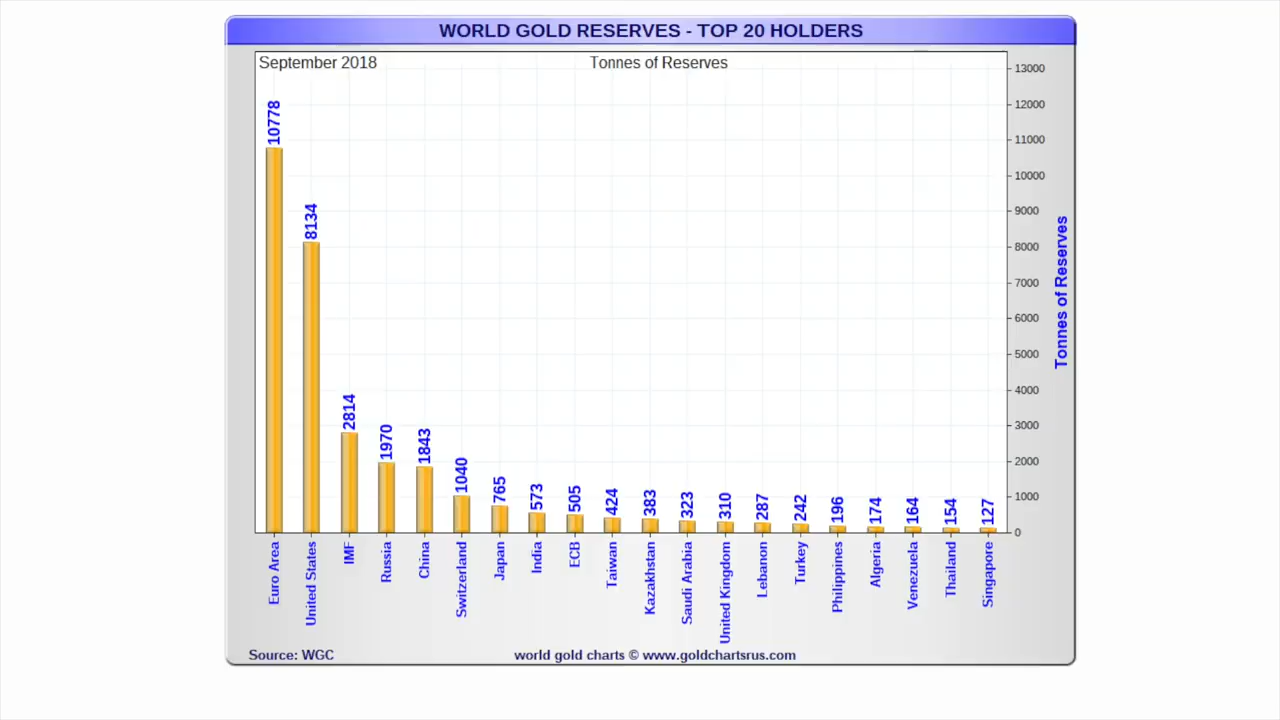 WORLD GOLD RESERVES - TOP 20 HOLDERS
September 2018
Tonnes of Reserves
13000
12000
11000
10000
9000
8000
7000
6000
5000
4000
3000
2000
1000
0
Tonnes of Reserves
10778
8134
2814
1970
1843
1040
765
573
505
424
383
323
310
287
242
196
174
164
154
127
Euro Area
United States
IMF
Russia
China
Switzerland
Japan
India
ECB
Taiwan
Kazakhstan
Saudi Arabia
United Kingdom
Lebanon
Turkey
Philippines
Algeria
Venezuela
Thailand
Singapore
Source: WGC
world gold charts © www.goldchartsrus.com